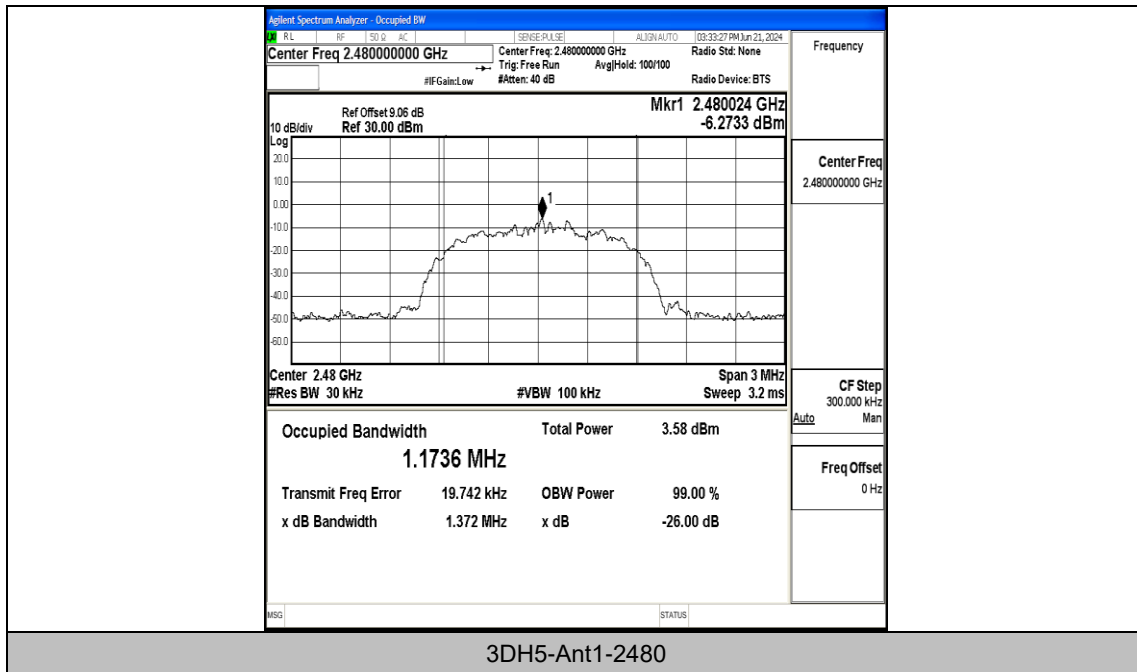 Agilent Spectrum Analyzer - Occupied BW
RL RF 50 Ω AC SENSE:PULSE ALIGN AUTO 03:33:27 PM Jun 21, 2024
Center Freq 2.480000000 GHz
Center Freq: 2.480000000 GHz
Radio Std: None
Trig: Free Run Avg|Hold: 100/100
#IFGain:Low
#Atten: 40 dB
Radio Device: BTS
Frequency
Mkr1 2.480024 GHz
-6.2733 dBm
Ref Offset 9.06 dB
10 dB/div Ref 30.00 dBm
Log
20.0
10.0
0.00
-10.0
-20.0
-30.0
-40.0
-50.0
-60.0
1
Center 2.48 GHz Span 3 MHz
#Res BW 30 kHz #VBW 100 kHz Sweep 3.2 ms
Center Freq
2.480000000 GHz
CF Step
300.000 kHz
Auto Man
Freq Offset
0 Hz
Occupied Bandwidth Total Power 3.58 dBm
1.1736 MHz
Transmit Freq Error 19.742 kHz OBW Power 99.00 %
x dB Bandwidth 1.372 MHz x dB -26.00 dB
MSG STATUS
3DH5-Ant1-2480